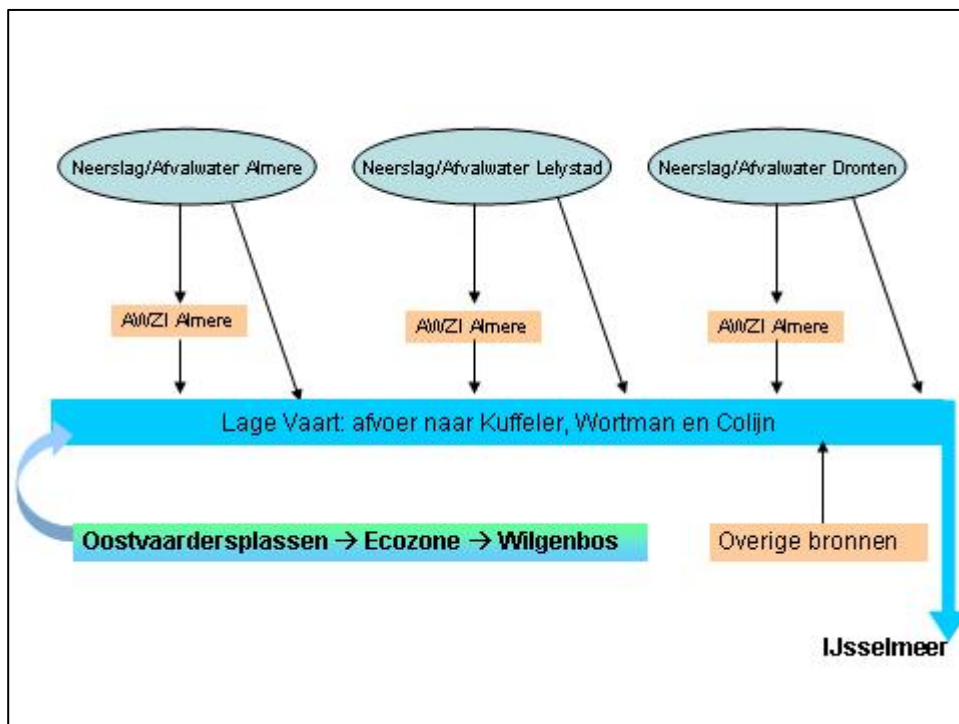 Neerslag/Afvalwater Almere
Neerslag/Afvalwater Lelystad
Neerslag/Afvalwater Dronten
AWZI Almere
AWZI Almere
AWZI Almere
Lage Vaart: afvoer naar Kuffeler, Wortman en Colijn
Oostvaardersplassen → Ecozone → Wilgenbos
Overige bronnen
IJsselmeer